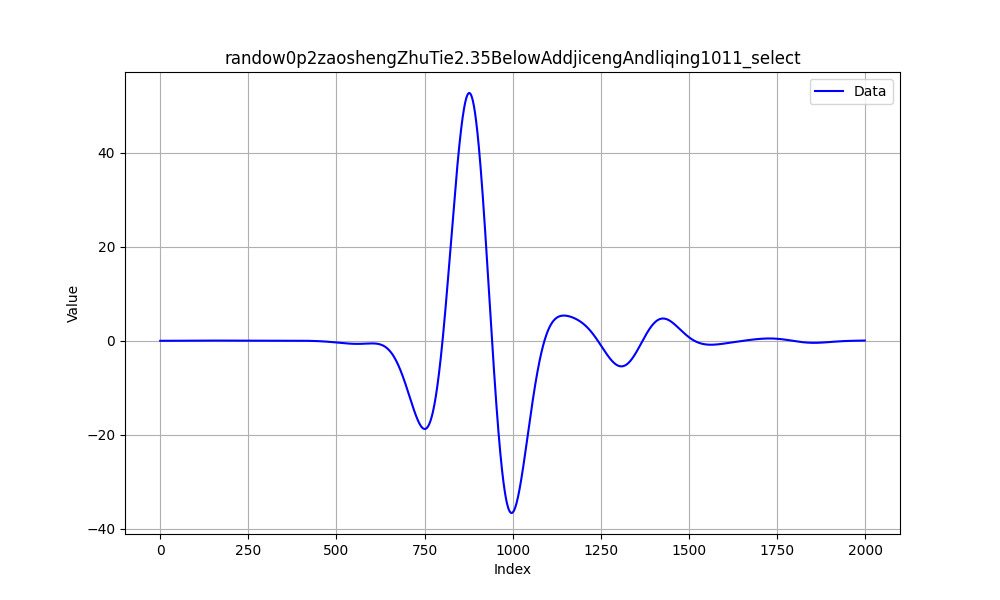 randow0p2zaoshengZhuTie2.35BelowAddjicengAndliqing1011_select
Data
Value
40
20
0
−20
−40
0 250 500 750 1000 1250 1500 1750 2000
Index